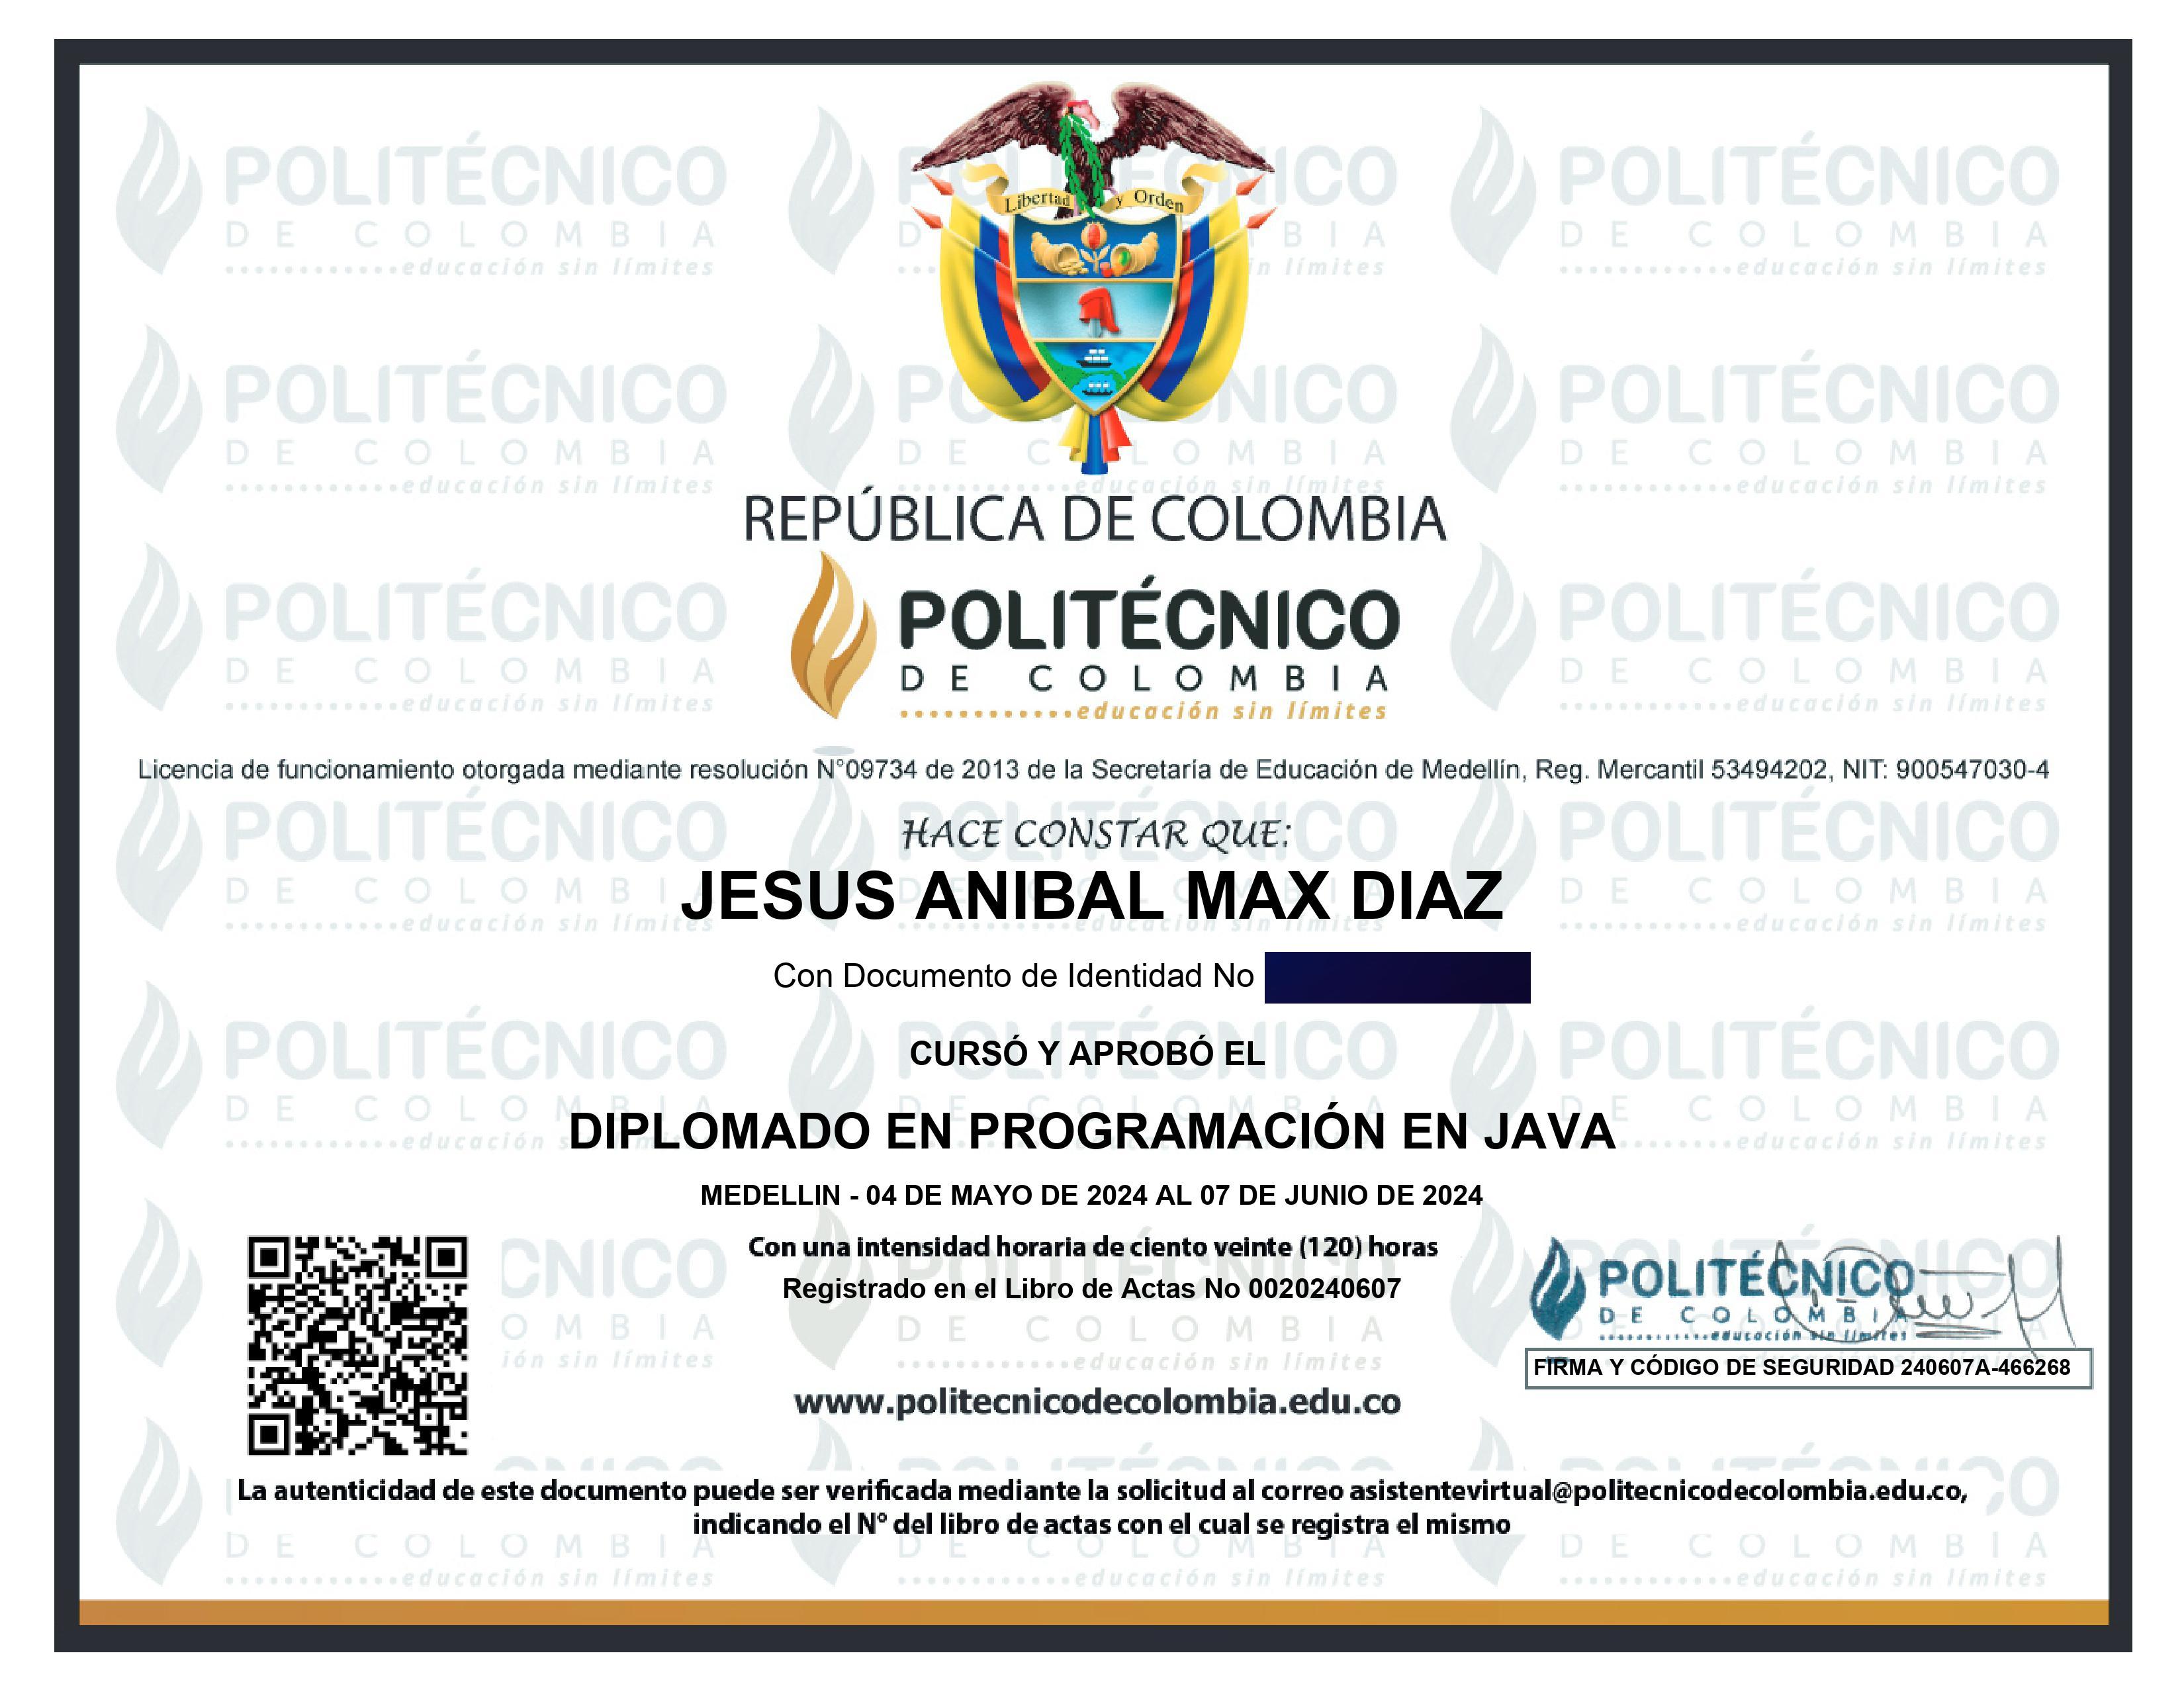 Libertad y Orden
REPÚBLICA DE COLOMBIA
POLITÉCNICO
DE COLOMBIA
educación sin límites
Licencia de funcionamiento otorgada mediante resolución N°09734 de 2013 de la Secretaría de Educación de Medellín, Reg. Mercantil 53494202, NIT: 900547030-4
HACE CONSTAR QUE:
JESUS ANIBAL MAX DIAZ
Con Documento de Identidad No
CURSÓ Y APROBÓ EL
DIPLOMADO EN PROGRAMACIÓN EN JAVA
MEDELLIN - 04 DE MAYO DE 2024 AL 07 DE JUNIO DE 2024
Con una intensidad horaria de ciento veinte (120) horas
Registrado en el Libro de Actas No 0020240607
POLITÉCNICO
DE COLOMBIA
educación sin límites
FIRMA Y CÓDIGO DE SEGURIDAD 240607A-466268
www.politecnicodecolombia.edu.co
La autenticidad de este documento puede ser verificada mediante la solicitud al correo asistentevirtual@politecnicodecolombia.edu.co,
indicando el N° del libro de actas con el cual se registra el mismo